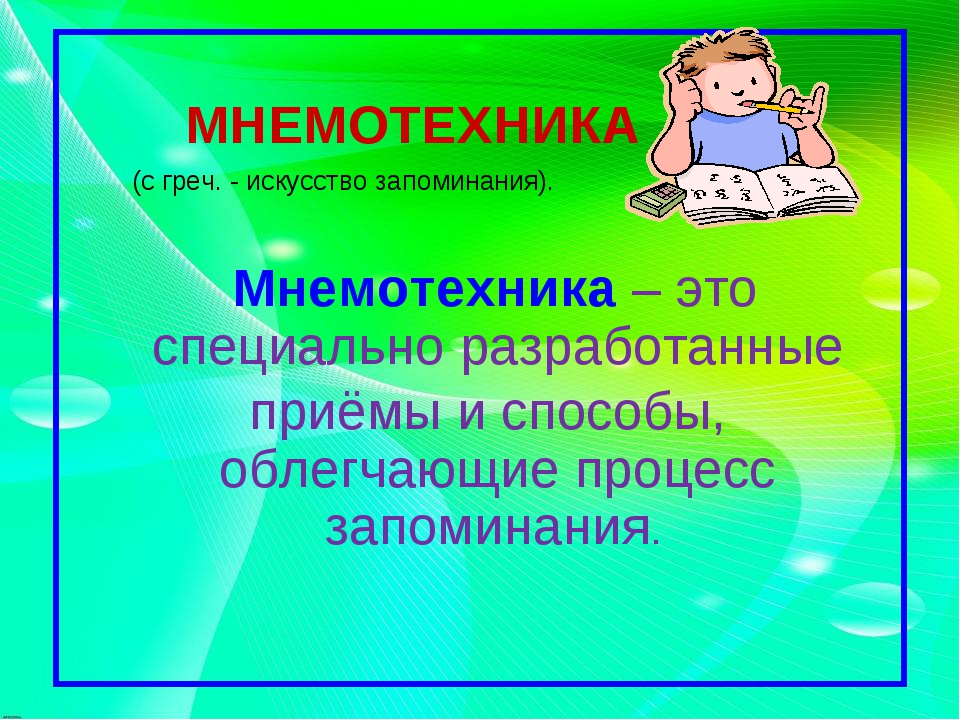 МНЕМОТЕХНИКА
(с греч. - искусство запоминания).
Мнемотехника – это
специально разработанные
приёмы и способы,
облегчающие процесс
запоминания.